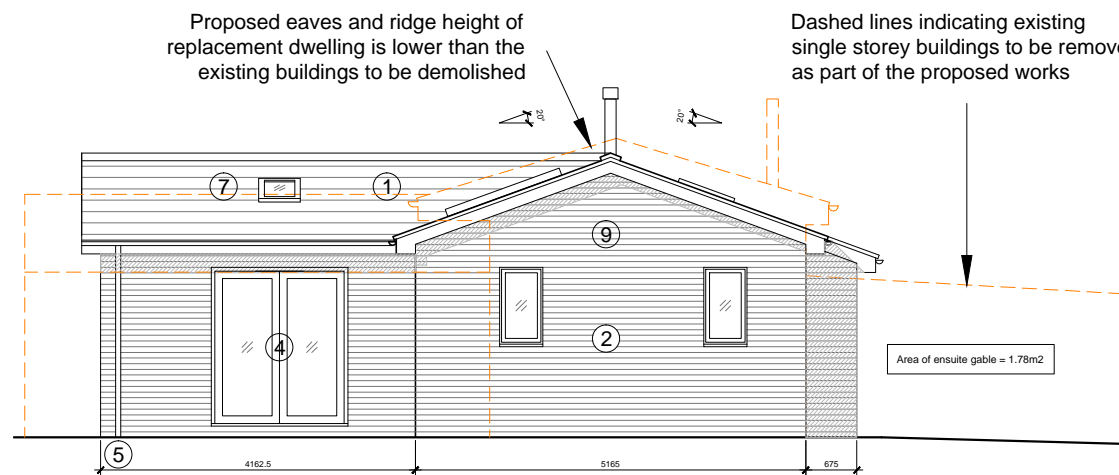 Proposed eaves and ridge height of
replacement dwelling is lower than the
existing buildings to be demolished
Dashed lines indicating existing
single storey buildings to be remove
as part of the proposed works
20°
20°
7
1
9
4
2
Area of ensuite gable = 1.78m2
5
4162.5
5165
675